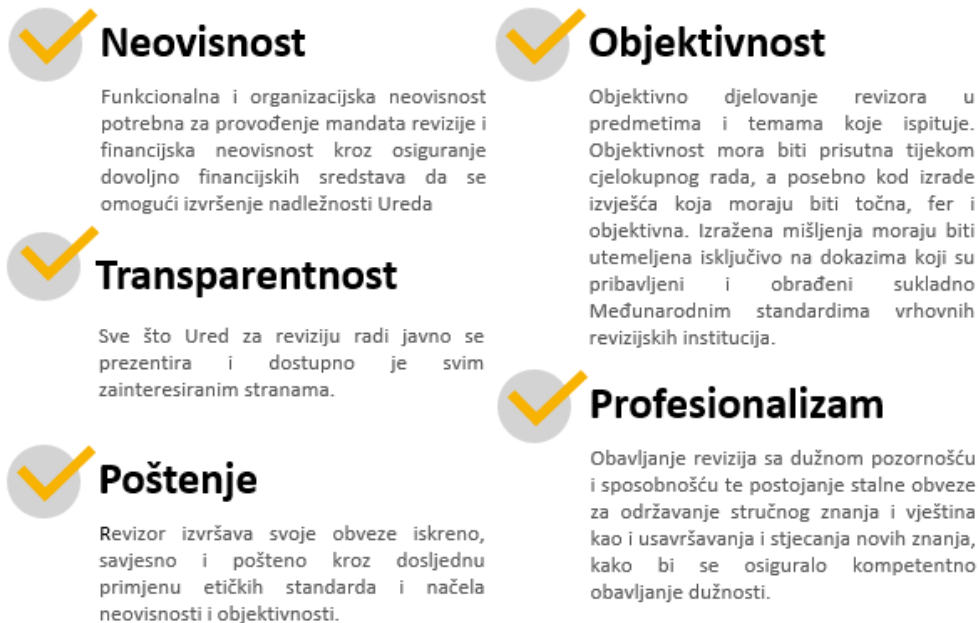 Neovisnost
Funkcionalna i organizacijska neovisnost
potrebna za provođenje mandata revizije i
financijska neovisnost kroz osiguranje
dovoljno financijskih sredstava da se
omogući izvršenje nadležnosti Ureda
Transparentnost
Sve što Ured za reviziju radi javno se
prezentira i dostupno je svim
zainteresiranim stranama.
Poštenje
Revizor izvršava svoje obveze iskreno,
savjesno i pošteno kroz dosljednu
primjenu etičkih standarda i načela
neovisnosti i objektivnosti.
Objektivnost
Objektivno djelovanje revizora u
predmetima i temama koje ispituje.
Objektivnost mora biti prisutna tijekom
cjelokupnog rada, a posebno kod izrade
izvješća koja moraju biti točna, fer i
objektivna. Izražena mišljenja moraju biti
utemeljena isključivo na dokazima koji su
pribavljeni i obrađeni sukladno
Međunarodnim standardima vrhovnih
revizijskih institucija.
Profesionalizam
Obavljanje revizija sa dužnom pozornošću
i sposobnošću te postojanje stalne obveze
za održavanje stručnog znanja i vještina
kao i usavršavanja i stjecanja novih znanja,
kako bi se osiguralo kompetentno
obavljanje dužnosti.